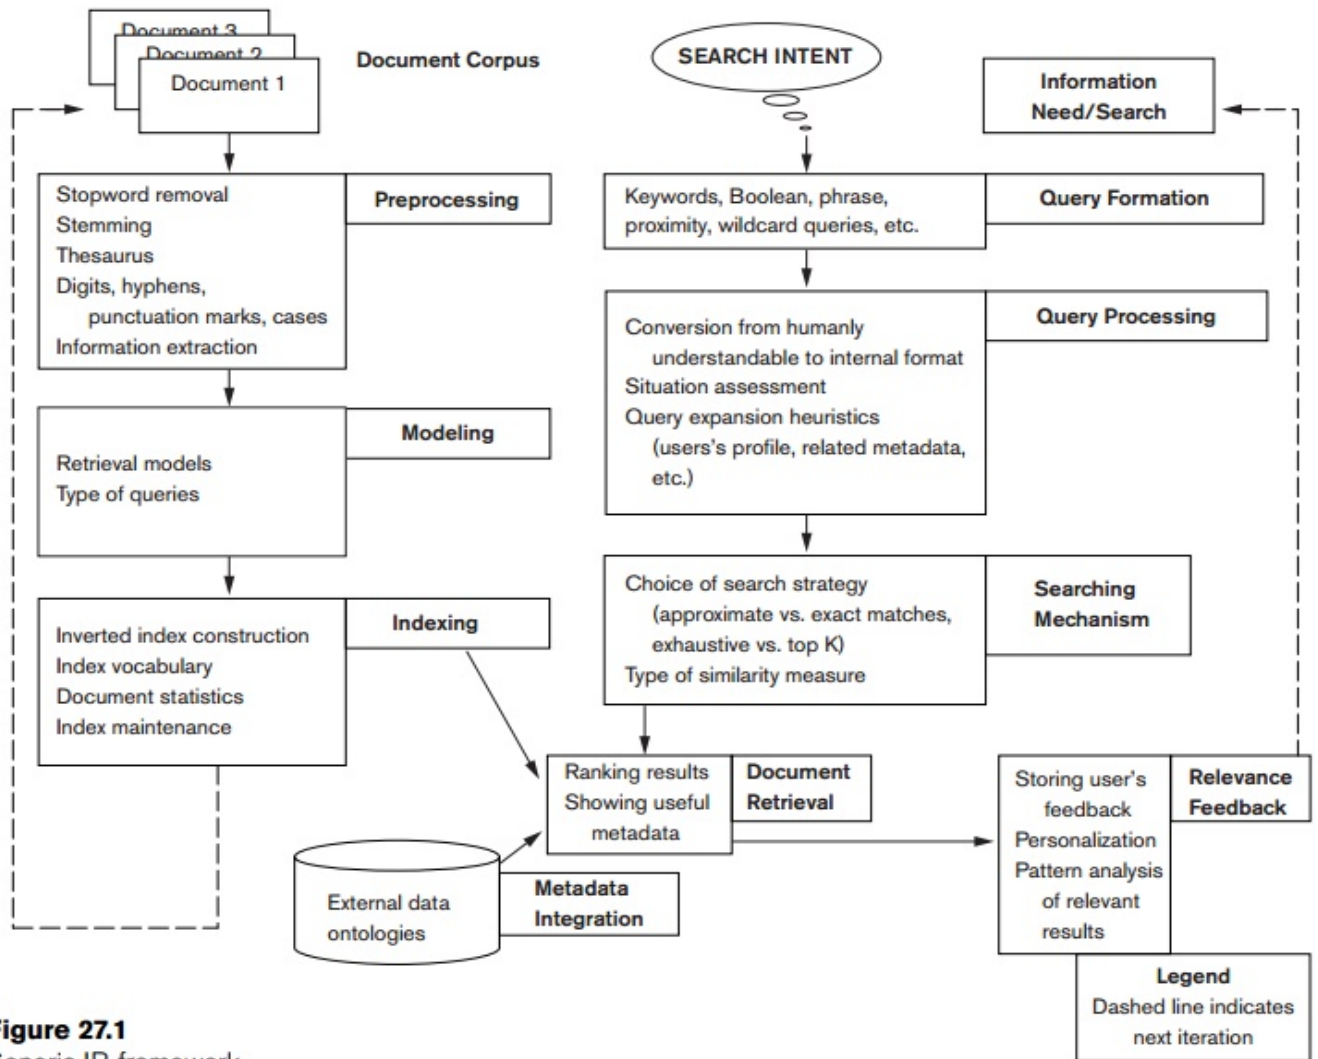 Document 3
Document 2
Document 1
Document Corpus
SEARCH INTENT
Information
Need/Search
Stopword removal
Stemming
Thesaurus
Digits, hyphens,
punctuation marks, cases
Information extraction
Preprocessing
Keywords, Boolean, phrase,
proximity, wildcard queries, etc.
Query Formation
Conversion from humanly
understandable to internal format
Situation assessment
Query expansion heuristics
(users's profile, related metadata,
etc.)
Query Processing
Retrieval models
Type of queries
Modeling
Choice of search strategy
(approximate vs. exact matches,
exhaustive vs. top K)
Type of similarity measure
Searching
Mechanism
Inverted index construction
Index vocabulary
Document statistics
Index maintenance
Indexing
Ranking results
Showing useful
metadata
Document
Retrieval
Storing user's
feedback
Personalization
Pattern analysis
of relevant
results
Relevance
Feedback
External data
ontologies
Metadata
Integration
Legend
Dashed line indicates
next iteration
Figure 27.1
Generic IR framework